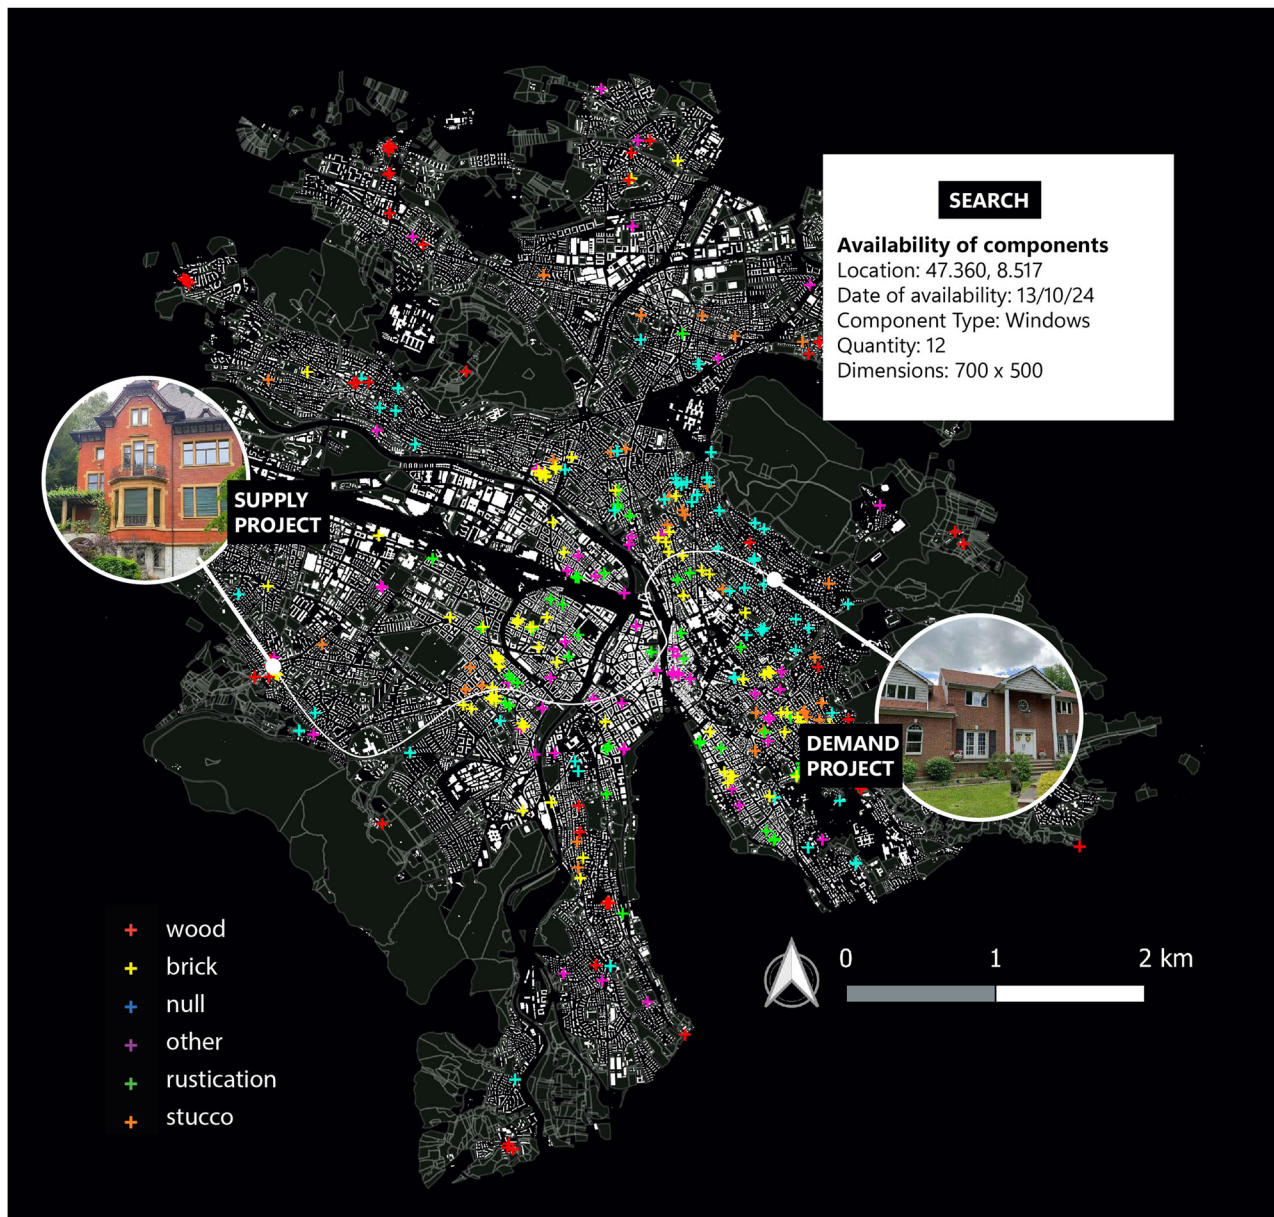 SEARCH
Availability of components
Location: 47.360, 8.517
Date of availability: 13/10/24
Component Type: Windows
Quantity: 12
Dimensions: 700 x 500
SUPPLY
PROJECT
DEMAND
PROJECT
wood
brick
null
other
rustication
stucco
0 1 2 km